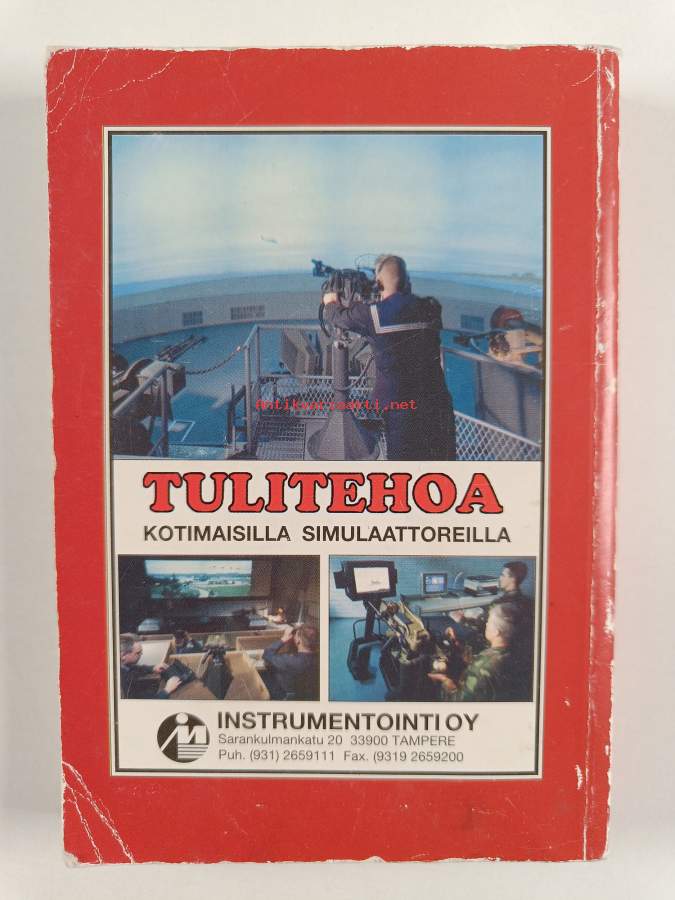 Antikvariaatti.net
TULITEHOA
KOTIMAISILLA SIMULAATTOREILLA
INSTRUMENTOINTI OY
Sarankulmankatu 20 33900 TAMPERE
Puh. (931) 2659111 Fax. (9319 2659200